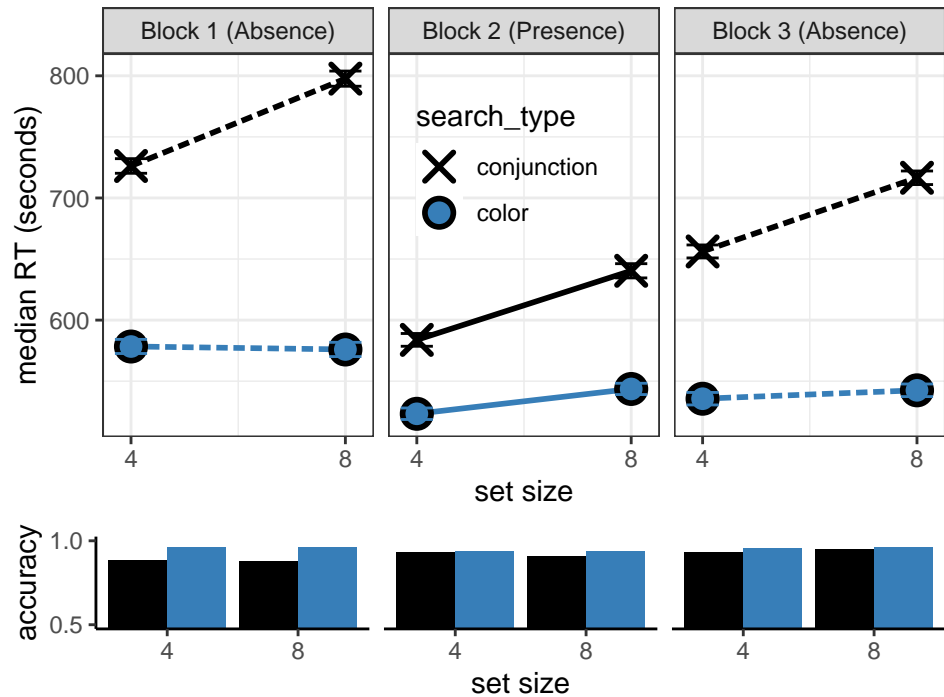 Block 1 (Absence)
Block 2 (Presence)
Block 3 (Absence)
median RT (seconds)
800
700
600
search_type
conjunction
color
4
8
4
8
4
8
set size
accuracy
1.0
0.5
4
8
4
8
4
8
set size